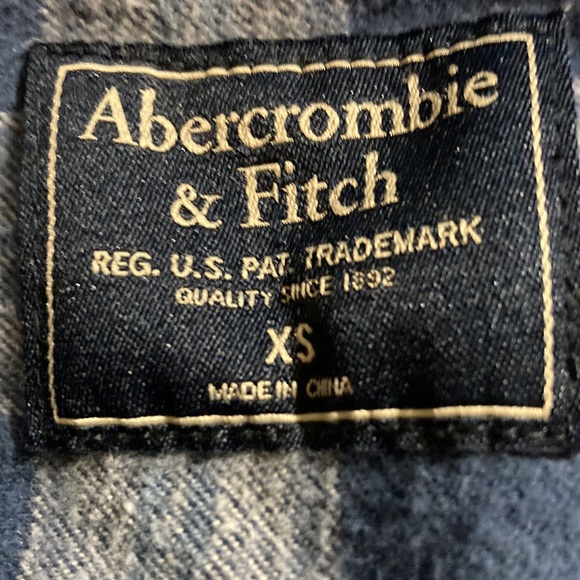 Abercrombie
& Fitch
REG. U.S. PAT. TRADEMARK
QUALITY SINCE 1892
XS
MADE IN CHINA